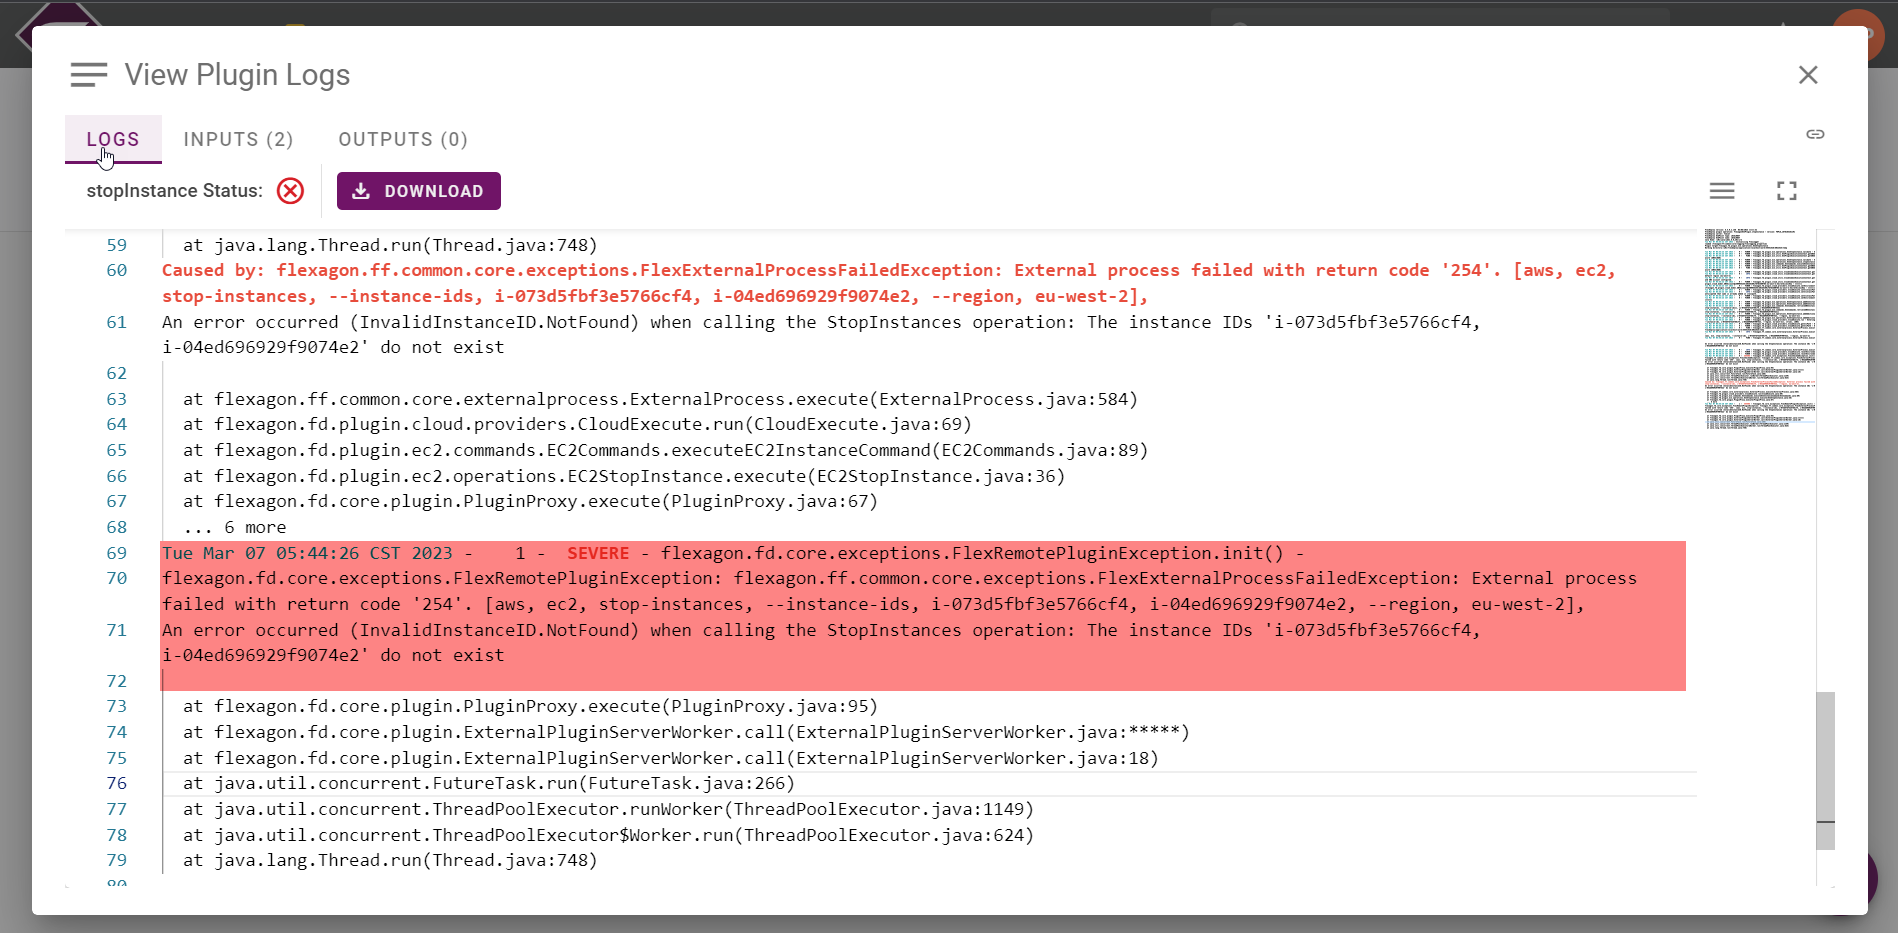 View Plugin Logs
LOGS INPUTS (2) OUTPUTS (0)
stopInstance Status: DOWNLOAD
59 at java.lang.Thread.run(Thread.java:748)
60 Caused by: flexagon.ff.common.core.exceptions.FlexExternalProcessFailedException: External process failed with return code '254'. [aws, ec2,
stop-instances, --instance-ids, i-073d5fbf3e5766cf4, i-04ed696929f9074e2, --region, eu-west-2],
61 An error occurred (InvalidInstanceID.NotFound) when calling the StopInstances operation: The instance IDs 'i-073d5fbf3e5766cf4,
i-04ed696929f9074e2' do not exist
62
63 at flexagon.ff.common.core.externalprocess.ExternalProcess.execute(ExternalProcess.java:584)
64 at flexagon.fd.plugin.cloud.providers.CloudExecute.run(CloudExecute.java:69)
65 at flexagon.fd.plugin.ec2.commands.EC2Commands.executeEC2InstanceCommand(EC2Commands.java:89)
66 at flexagon.fd.plugin.ec2.operations.EC2StopInstance.execute(EC2StopInstance.java:36)
67 at flexagon.fd.core.plugin.PluginProxy.execute(PluginProxy.java:67)
68 ... 6 more
69 Tue Mar 07 05:44:26 CST 2023 - 1 - SEVERE - flexagon.fd.core.exceptions.FlexRemotePluginException.init() -
70 flexagon.fd.core.exceptions.FlexRemotePluginException: flexagon.ff.common.core.exceptions.FlexExternalProcessFailedException: External process
failed with return code '254'. [aws, ec2, stop-instances, --instance-ids, i-073d5fbf3e5766cf4, i-04ed696929f9074e2, --region, eu-west-2],
71 An error occurred (InvalidInstanceID.NotFound) when calling the StopInstances operation: The instance IDs 'i-073d5fbf3e5766cf4,
i-04ed696929f9074e2' do not exist
72
73 at flexagon.fd.core.plugin.PluginProxy.execute(PluginProxy.java:95)
74 at flexagon.fd.core.plugin.ExternalPluginServerWorker.call(ExternalPluginServerWorker.java:*****)
75 at flexagon.fd.core.plugin.ExternalPluginServerWorker.call(ExternalPluginServerWorker.java:18)
76 at java.util.concurrent.FutureTask.run(FutureTask.java:266)
77 at java.util.concurrent.ThreadPoolExecutor.runWorker(ThreadPoolExecutor.java:1149)
78 at java.util.concurrent.ThreadPoolExecutor$Worker.run(ThreadPoolExecutor.java:624)
79 at java.lang.Thread.run(Thread.java:748)
80